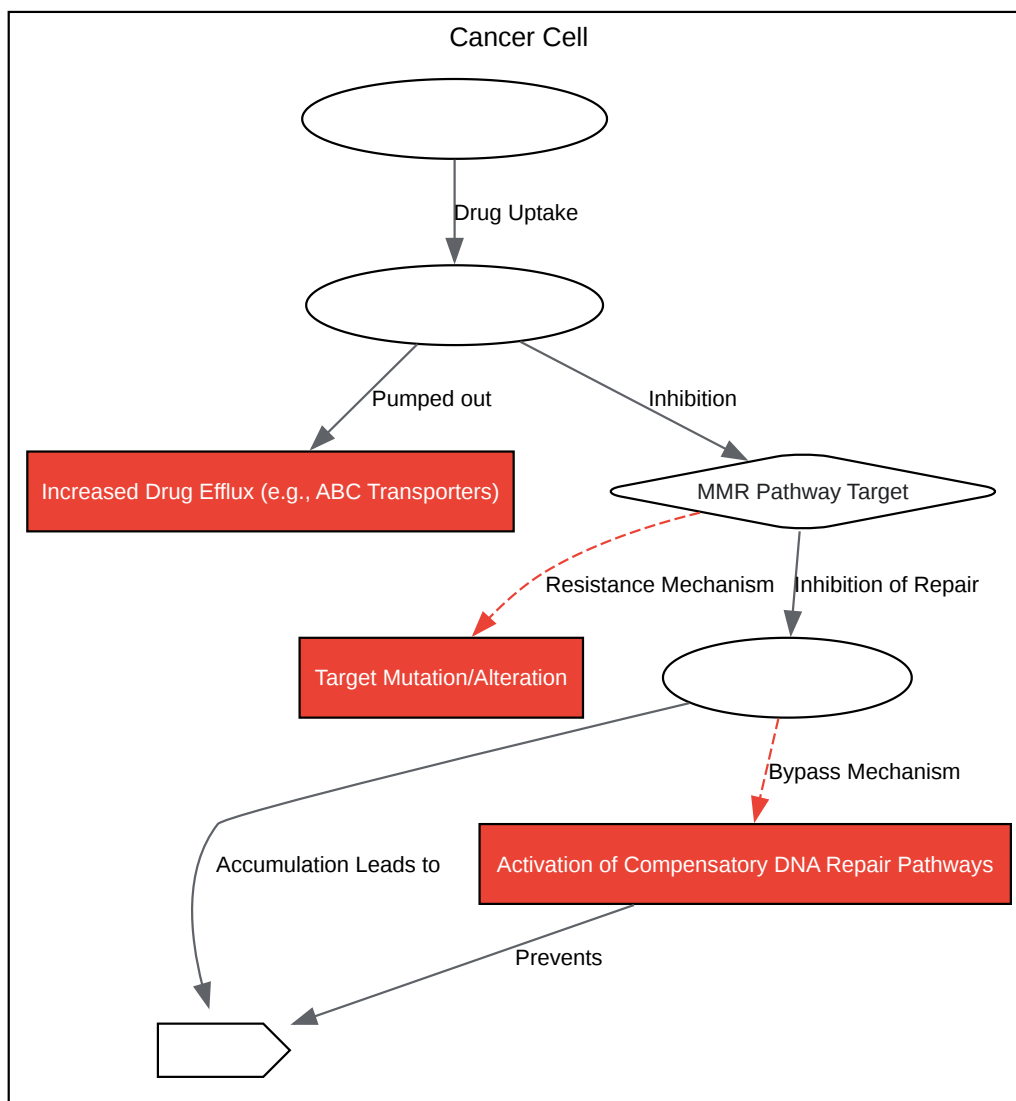 Cancer Cell
Drug Uptake
Pumped out
Inhibition
Increased Drug Efflux (e.g., ABC Transporters)
MMR Pathway Target
Resistance Mechanism
Inhibition of Repair
Target Mutation/Alteration
Bypass Mechanism
Accumulation Leads to
Activation of Compensatory DNA Repair Pathways
Prevents